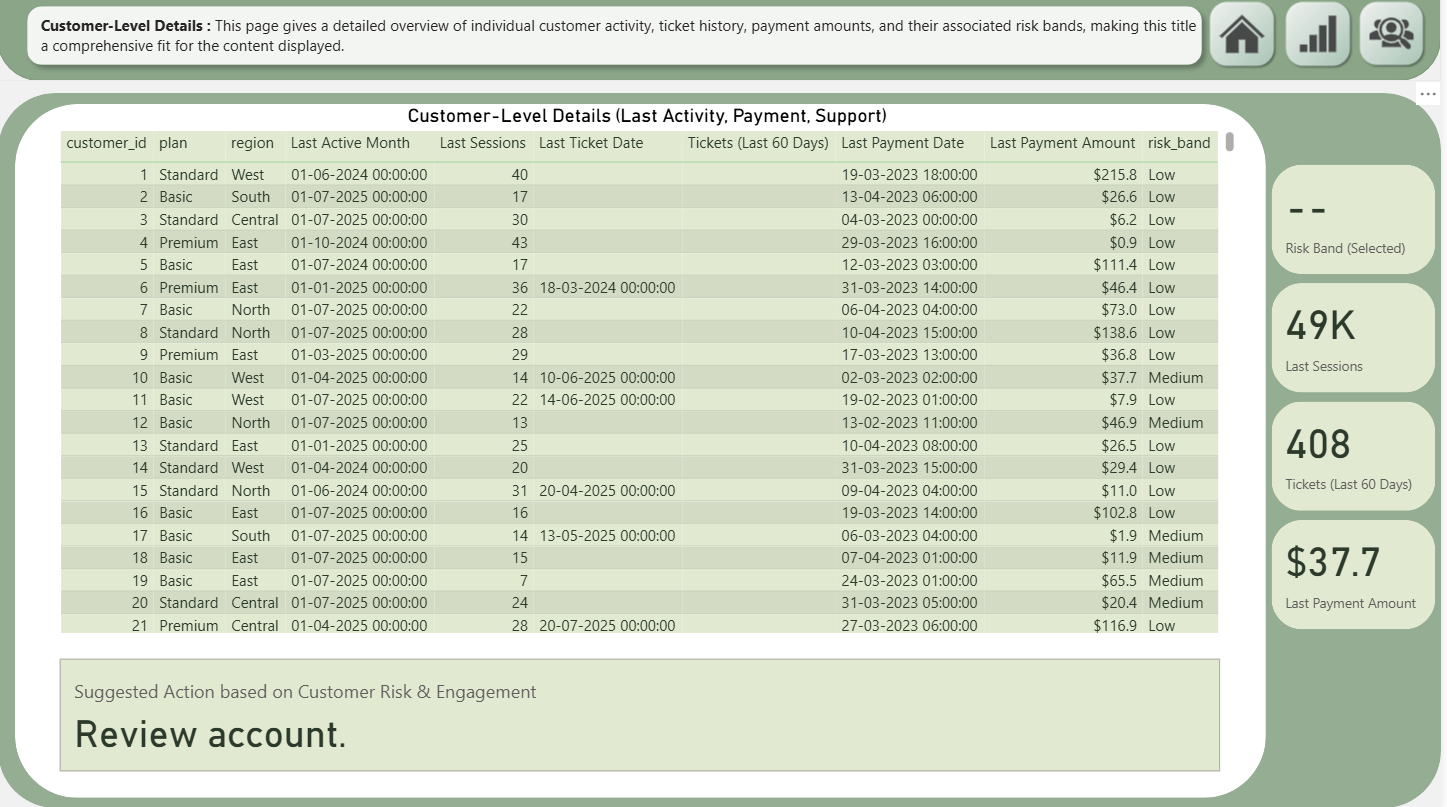 Customer-Level Details : This page gives a detailed overview of individual customer activity, ticket history, payment amounts, and their associated risk bands, making this title
a comprehensive fit for the content displayed.
...
Customer-Level Details (Last Activity, Payment, Support)
customer_id plan region Last Active Month Last Sessions Last Ticket Date Tickets (Last 60 Days) Last Payment Date Last Payment Amount risk_band
1 Standard West 01-06-2024 00:00:00 40 19-03-2023 18:00:00 $215.8 Low
2 Basic South 01-07-2025 00:00:00 17 13-04-2023 06:00:00 $26.6 Low
3 Standard Central 01-07-2025 00:00:00 30 04-03-2023 00:00:00 $6.2 Low
4 Premium East 01-10-2024 00:00:00 43 29-03-2023 16:00:00 $0.9 Low
5 Basic East 01-07-2024 00:00:00 17 12-03-2023 03:00:00 $111.4 Low
6 Premium East 01-01-2025 00:00:00 36 18-03-2024 00:00:00 31-03-2023 14:00:00 $46.4 Low
7 Basic North 01-07-2025 00:00:00 22 06-04-2023 04:00:00 $73.0 Low
8 Standard North 01-07-2025 00:00:00 28 10-04-2023 15:00:00 $138.6 Low
9 Premium East 01-03-2025 00:00:00 29 17-03-2023 13:00:00 $36.8 Low
10 Basic West 01-04-2025 00:00:00 14 10-06-2025 00:00:00 02-03-2023 02:00:00 $37.7 Medium
11 Basic West 01-07-2025 00:00:00 22 14-06-2025 00:00:00 19-02-2023 01:00:00 $7.9 Low
12 Basic North 01-07-2025 00:00:00 13 13-02-2023 11:00:00 $46.9 Medium
13 Standard East 01-01-2025 00:00:00 25 10-04-2023 08:00:00 $26.5 Low
14 Standard West 01-04-2024 00:00:00 20 31-03-2023 15:00:00 $29.4 Low
15 Standard North 01-06-2024 00:00:00 31 20-04-2025 00:00:00 09-04-2023 04:00:00 $11.0 Low
16 Basic East 01-07-2025 00:00:00 16 19-03-2023 14:00:00 $102.8 Low
17 Basic South 01-07-2025 00:00:00 14 13-05-2025 00:00:00 06-03-2023 04:00:00 $1.9 Medium
18 Basic East 01-07-2025 00:00:00 15 07-04-2023 01:00:00 $11.9 Medium
19 Basic East 01-07-2025 00:00:00 7 24-03-2023 01:00:00 $65.5 Medium
20 Standard Central 01-07-2025 00:00:00 24 31-03-2023 05:00:00 $20.4 Medium
21 Premium Central 01-04-2025 00:00:00 28 20-07-2025 00:00:00 27-03-2023 06:00:00 $116.9 Low
--
Risk Band (Selected)
49K
Last Sessions
408
Tickets (Last 60 Days)
$37.7
Last Payment Amount
Suggested Action based on Customer Risk & Engagement
Review account.